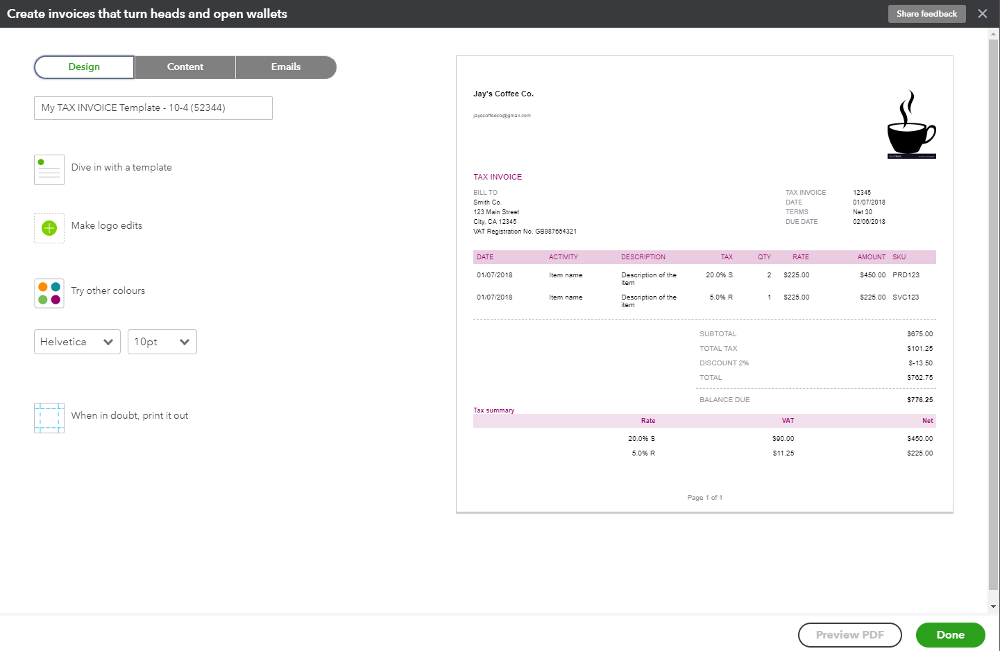 Create invoices that turn heads and open wallets
Share feedback
Design Content Emails
My TAX INVOICE Template - 10-4 (52344)
Dive in with a template
Make logo edits
Try other colours
Helvetica 10pt
When in doubt, print it out
Jay's Coffee Co.
jayscoffeeco@gmail.com
TAX INVOICE
BILL TO
Smith Co.
123 Main Street
City, CA 12345
VAT Registration No. GB987654321
TAX INVOICE 12345
DATE 01/07/2018
TERMS Net 30
DUE DATE 02/06/2018
DATE ACTIVITY DESCRIPTION TAX QTY RATE AMOUNT SKU
01/07/2018 Item name Description of the 20.0% S 2 $225.00 $450.00 PRD123
item
01/07/2018 Item name Description of the 5.0% R 1 $225.00 $225.00 SVC123
item
SUBTOTAL $675.00
TOTAL TAX $101.25
DISCOUNT 2% $-13.50
TOTAL $762.75
BALANCE DUE $776.25
Tax summary
Rate VAT Net
20.0% S $90.00 $450.00
5.0% R $11.25 $225.00
Page 1 of 1
Preview PDF Done